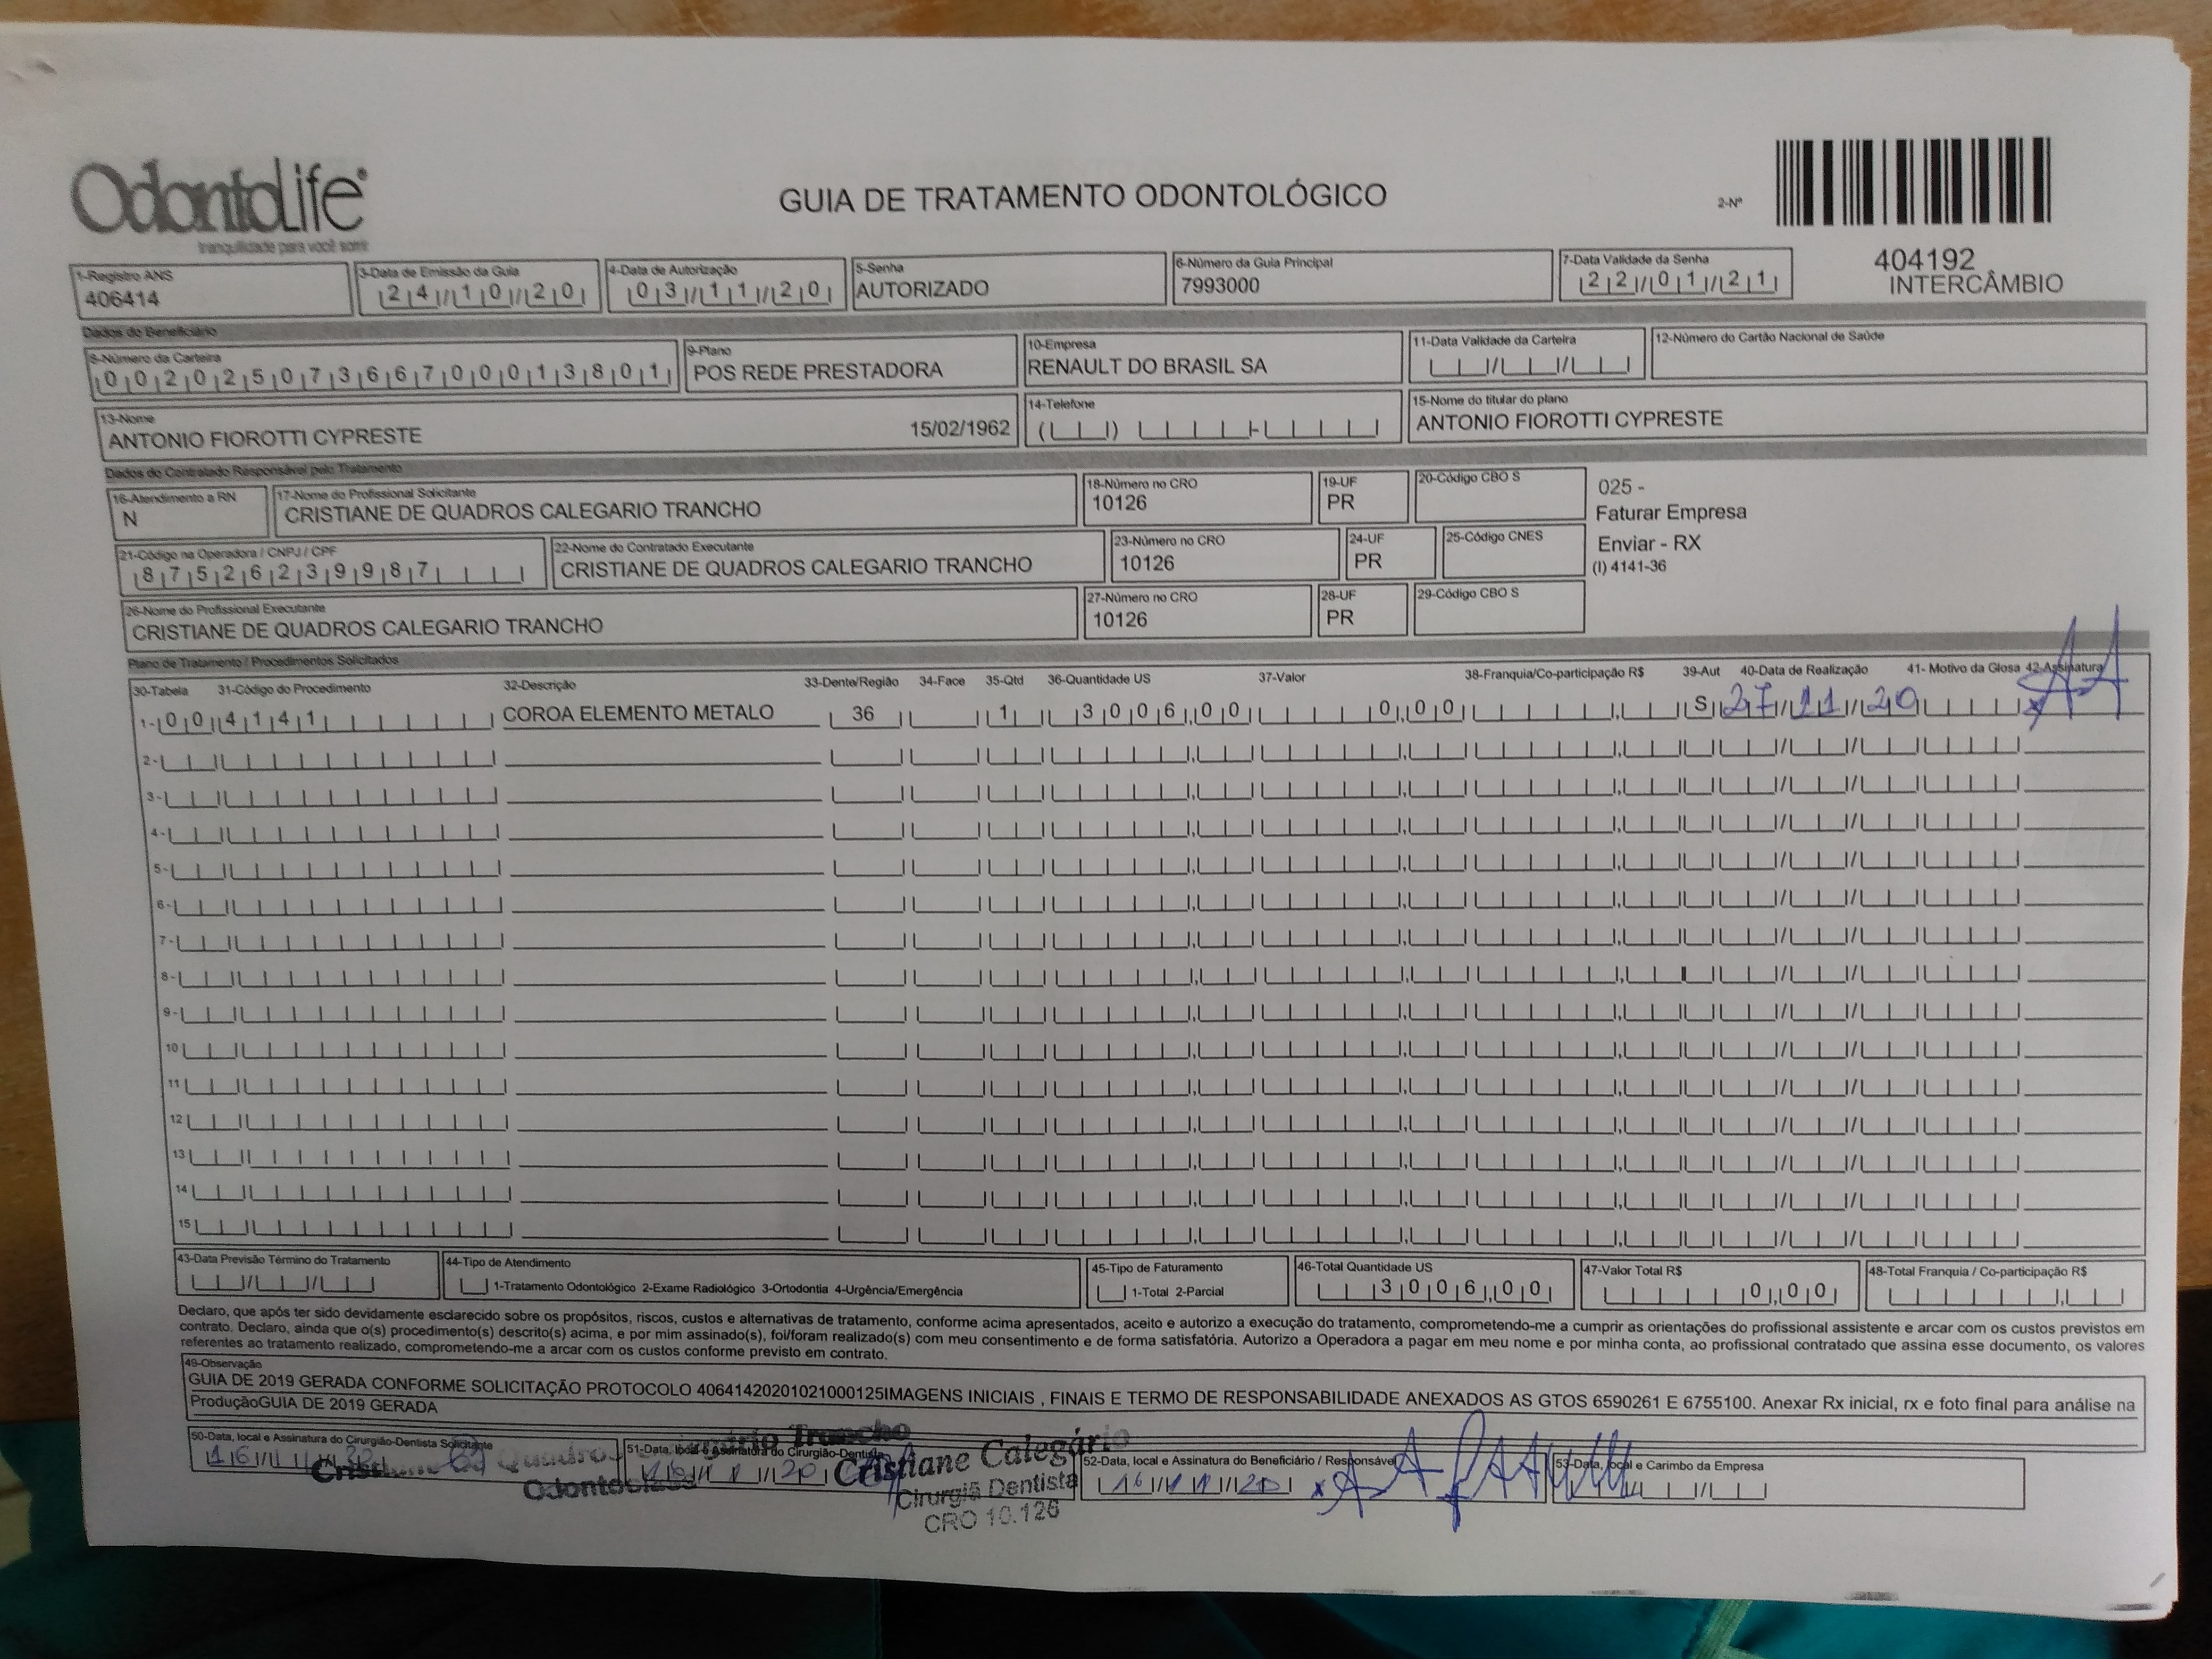 OdontoLife®
tranquilidade para você sorrir
GUIA DE TRATAMENTO ODONTOLÓGICO
2-Nº
404192
INTERCÂMBIO
1-Registro ANS
406414
3-Data de Emissão da Guia
24/10/20
4-Data de Autorização
03/11/20
5-Senha
AUTORIZADO
6-Número da Guia Principal
7993000
7-Data Validade da Senha
22/01/21
Dados do Beneficiário
8-Número da Carteira
00202507366700013801
9-Plano
POS REDE PRESTADORA
10-Empresa
RENAULT DO BRASIL SA
11-Data Validade da Carteira
12-Número do Cartão Nacional de Saúde
13-Nome
ANTONIO FIOROTTI CYPRESTE 15/02/1962
14-Telefone
15-Nome do titular do plano
ANTONIO FIOROTTI CYPRESTE
Dados do Contratado Responsável pelo Tratamento
16-Atendimento a RN
N
17-Nome do Profissional Solicitante
CRISTIANE DE QUADROS CALEGARIO TRANCHO
18-Número no CRO
10126
19-UF
PR
20-Código CBO S
025 -
Faturar Empresa
Enviar - RX
(I) 4141-36
21-Código na Operadora / CNPJ / CPF
87526239987
22-Nome do Contratado Executante
CRISTIANE DE QUADROS CALEGARIO TRANCHO
23-Número no CRO
10126
24-UF
PR
25-Código CNES
26-Nome do Profissional Executante
CRISTIANE DE QUADROS CALEGARIO TRANCHO
27-Número no CRO
10126
28-UF
PR
29-Código CBO S
Plano de Tratamento / Procedimentos Solicitados
30-Tabela 31-Código do Procedimento 32-Descrição 33-Dente/Região 34-Face 35-Qtd 36-Quantidade US 37-Valor 38-Franquia/Co-participação R$ 39-Aut 40-Data de Realização 41- Motivo da Glosa 42-Assinatura
1- 00 4141 COROA ELEMENTO METALO 36 1 3006,00 0,00 S 27/11/20
2-
3-
4-
5-
6-
7-
8-
9-
10
11
12
13
14
15
43-Data Previsão Término do Tratamento
44-Tipo de Atendimento
1-Tratamento Odontológico 2-Exame Radiológico 3-Ortodontia 4-Urgência/Emergência
45-Tipo de Faturamento
1-Total 2-Parcial
46-Total Quantidade US
3006,00
47-Valor Total R$
0,00
48-Total Franquia / Co-participação R$
Declaro, que após ter sido devidamente esclarecido sobre os propósitos, riscos, custos e alternativas de tratamento, conforme acima apresentados, aceito e autorizo a execução do tratamento, comprometendo-me a cumprir as orientações do profissional assistente e arcar com os custos previstos em
contrato. Declaro, ainda que o(s) procedimento(s) descrito(s) acima, e por mim assinado(s), foi/foram realizado(s) com meu consentimento e de forma satisfatória. Autorizo a Operadora a pagar em meu nome e por minha conta, ao profissional contratado que assina esse documento, os valores
referentes ao tratamento realizado, comprometendo-me a arcar com os custos conforme previsto em contrato.
49-Observação
GUIA DE 2019 GERADA CONFORME SOLICITAÇÃO PROTOCOLO 40641420201021000125IMAGENS INICIAIS , FINAIS E TERMO DE RESPONSABILIDADE ANEXADOS AS GTOS 6590261 E 6755100. Anexar Rx inicial, rx e foto final para análise na
ProduçãoGUIA DE 2019 GERADA
50-Data, local e Assinatura do Cirurgião-Dentista Solicitante
51-Data, local e Assinatura do Cirurgião-Dentista
16/11/20
Cristiane Calegário
Cirurgiã Dentista
CRO 10.126
52-Data, local e Assinatura do Beneficiário / Responsável
16/11/20
53-Data, local e Carimbo da Empresa